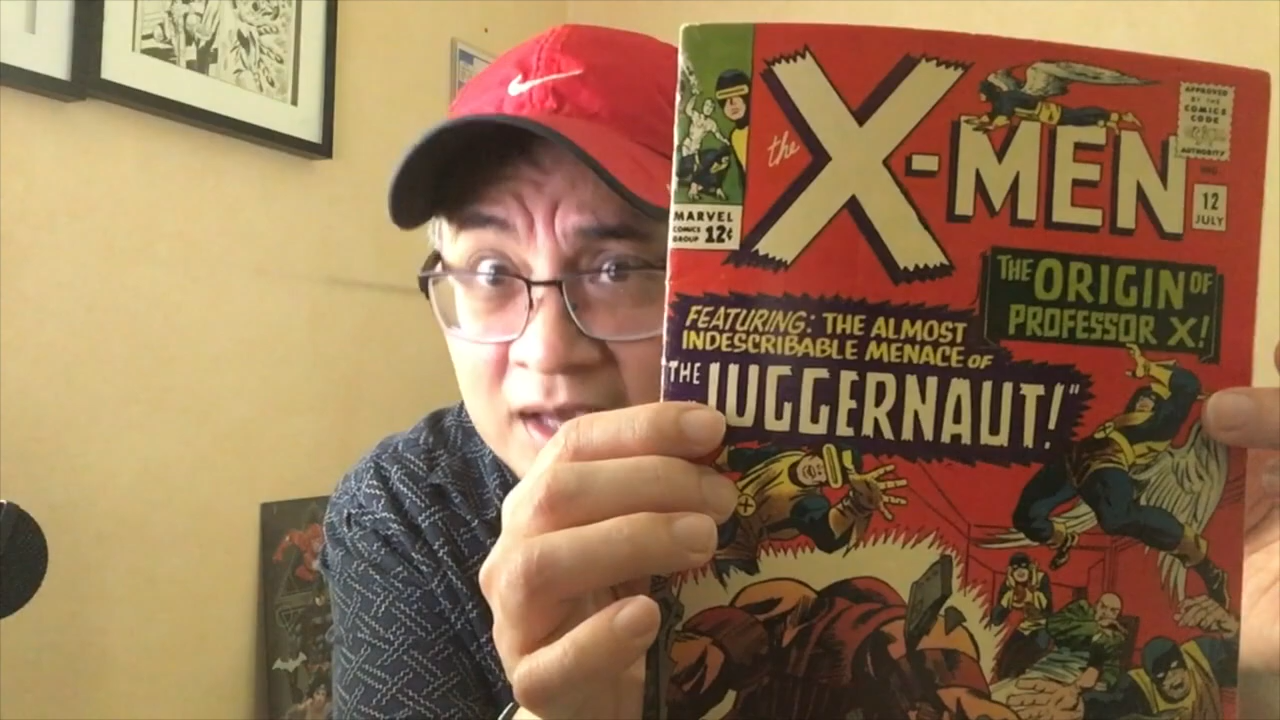 the X-MEN
APPROVED
BY THE
COMICS
CODE
AUTHORITY
MARVEL
COMICS
GROUP 12¢
12
JULY
THE ORIGIN OF
PROFESSOR X!
FEATURING: THE ALMOST
INDESCRIBABLE MENACE OF
THE JUGGERNAUT!"